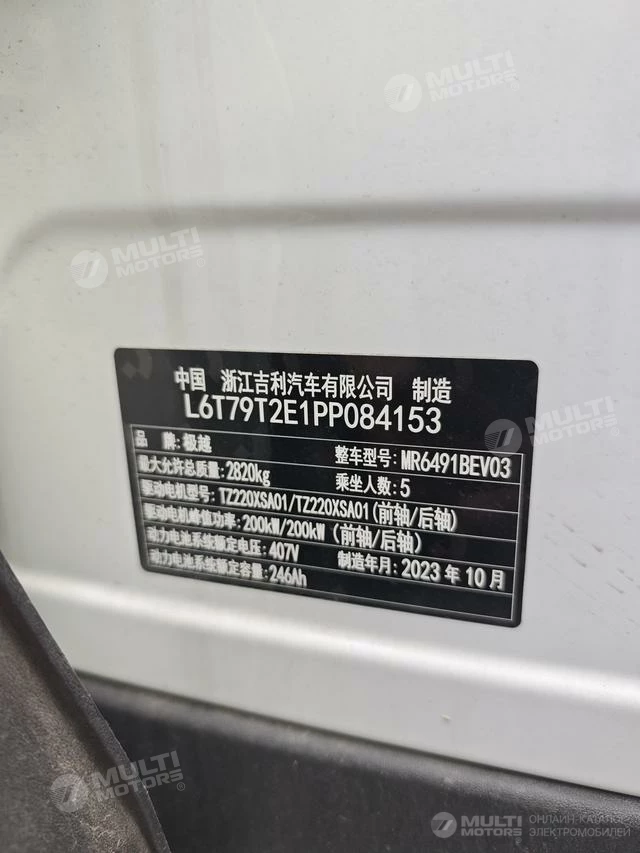 MULTI
MOTORS®
MULTI
MOTORS®
中国 浙江吉利汽车有限公司 制造
L6T79T2E1PP084153
品 牌:极越 整车型号:MR6491BEV03
最大允许总质量:2820kg 乘坐人数:5
驱动电机型号:TZ220XSA01/TZ220XSA01(前轴/后轴)
驱动电机峰值功率:200kW/200kW (前轴/后轴)
动力电池系统额定电压:407V 制造年月:2023年10月
动力电池系统额定容量:246Ah
MULTI
MOTORS®
MULTI
MOTORS®
ОНЛАЙН-КАТАЛОГ
ЭЛЕКТРОМОБИЛЕЙ